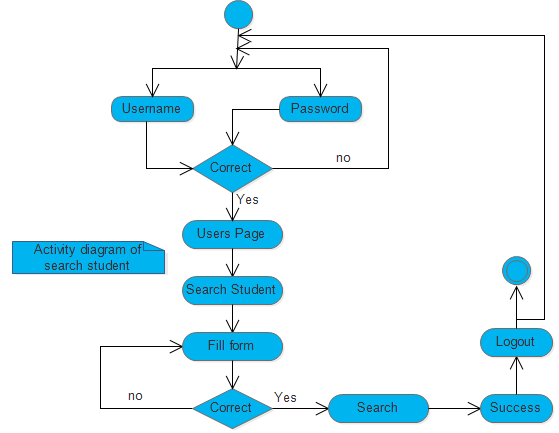 Username
Password
Correct
no
Yes
Users Page
Activity diagram of
search student
Search Student
Fill form
no
Correct
Yes
Search
Success
Logout